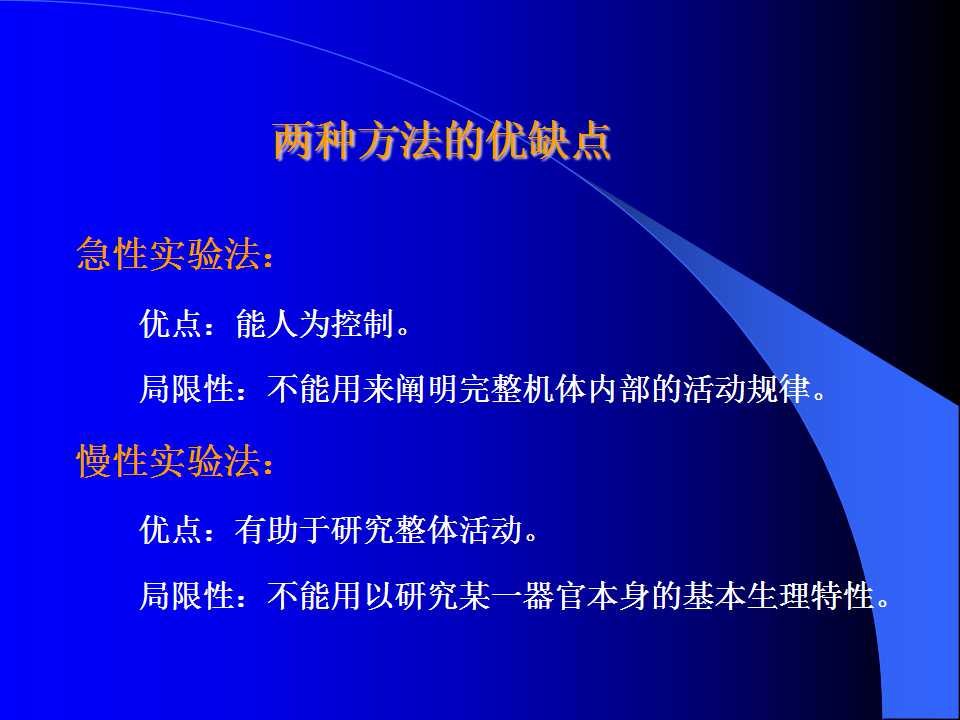 两种方法的优缺点
急性实验法：
优点：能人为控制。
局限性：不能用来阐明完整机体内部的活动规律。
慢性实验法：
优点：有助于研究整体活动。
局限性：不能用以研究某一器官本身的基本生理特性。